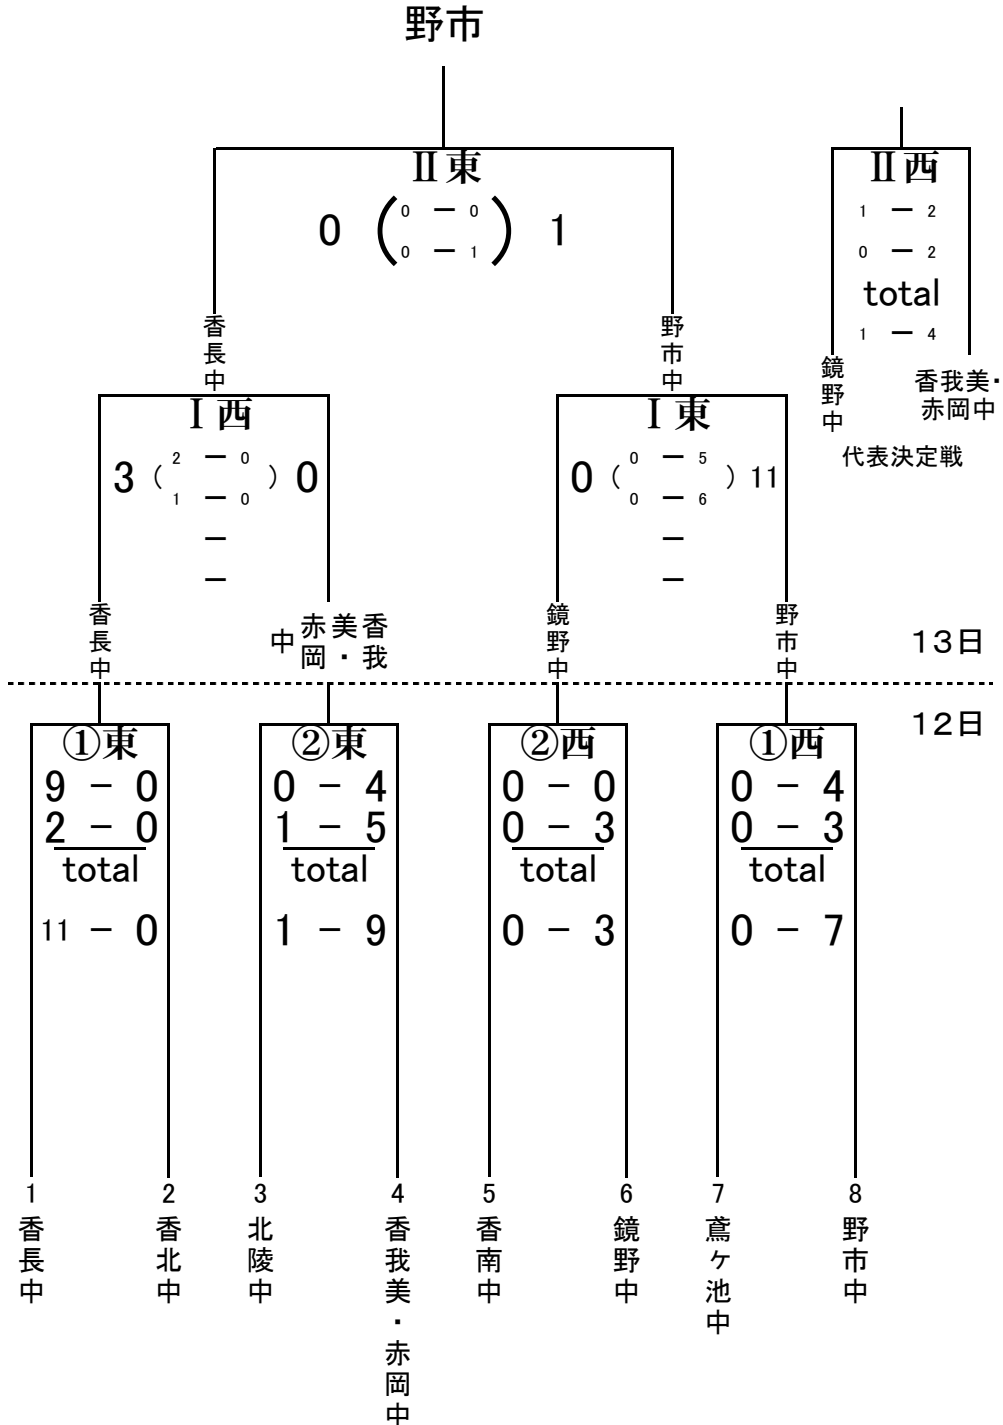 野市
Ⅱ東
0 ( 0 − 0 ) 1
0 − 1
Ⅱ西
1 − 2
0 − 2
total
1 − 4
鏡野中
香我美・
赤岡中
代表決定戦
香長中
野市中
Ⅰ西
3 ( 2 − 0 ) 0
1 − 0
−
−
Ⅰ東
0 ( 0 − 5 ) 11
0 − 6
−
−
香長中
香我美・赤岡中
鏡野中
野市中
13日
12日
①東
9 − 0
2 − 0
total
11 − 0
②東
0 − 4
1 − 5
total
1 − 9
②西
0 − 0
0 − 3
total
0 − 3
①西
0 − 4
0 − 3
total
0 − 7
1
香長中
2
香北中
3
北陵中
4
香我美・赤岡中
5
香南中
6
鏡野中
7
鳶ケ池中
8
野市中